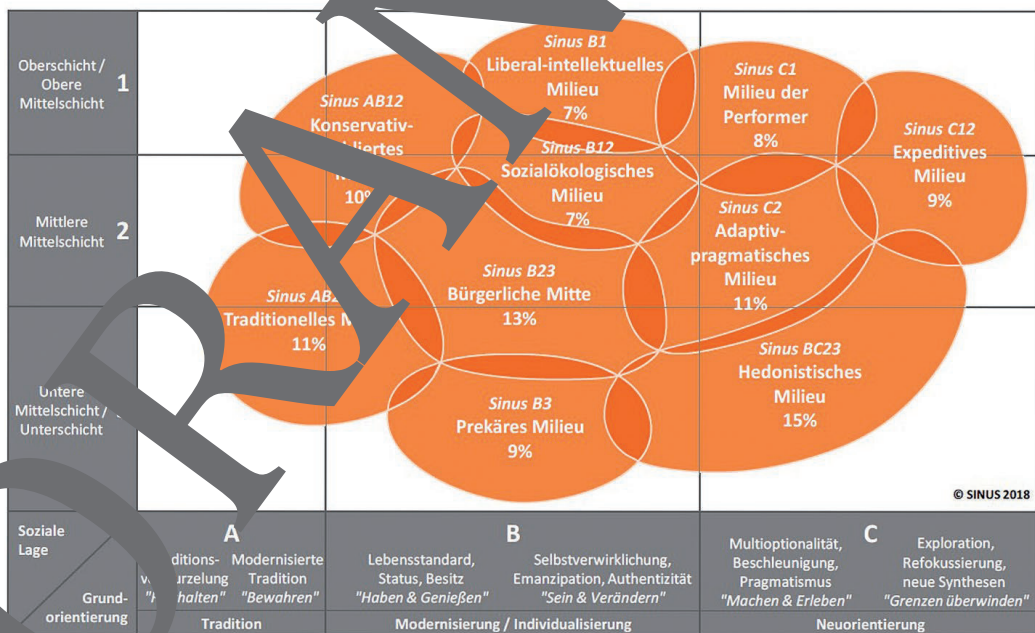 Oberschicht /
Obere
Mittelschicht
1
Mittlere
Mittelschicht
2
Untere
Mittelschicht /
Unterschicht
Sinus AB12
Konservativ-
10%
Sinus B1
Liberal-intellektuelles
Milieu
7%
Sinus C1
Milieu der
Performer
8%
Sinus C12
Expeditives
Milieu
9%
Sinus B12
Sozialökologisches
Milieu
7%
Sinus C2
Adaptiv-
pragmatisches
Milieu
11%
Sinus
Traditionelles
11%
Sinus B23
Bürgerliche Mitte
13%
Sinus BC23
Hedonistisches
Milieu
15%
Sinus B3
Prekäres Milieu
9%
© SINUS 2018
Soziale
Lage
Grund-
orientierung
A
Modernisierte
Tradition
"Bewahren"
Tradition
B
Lebensstandard,
Status, Besitz
"Haben & Genießen"
Selbstverwirklichung,
Emanzipation, Authentizität
"Sein & Verändern"
Modernisierung / Individualisierung
C
Multioptionalität,
Beschleunigung,
Pragmatismus
"Machen & Erleben"
Exploration,
Refokussierung,
neue Synthesen
"Grenzen überwinden"
Neuorientierung